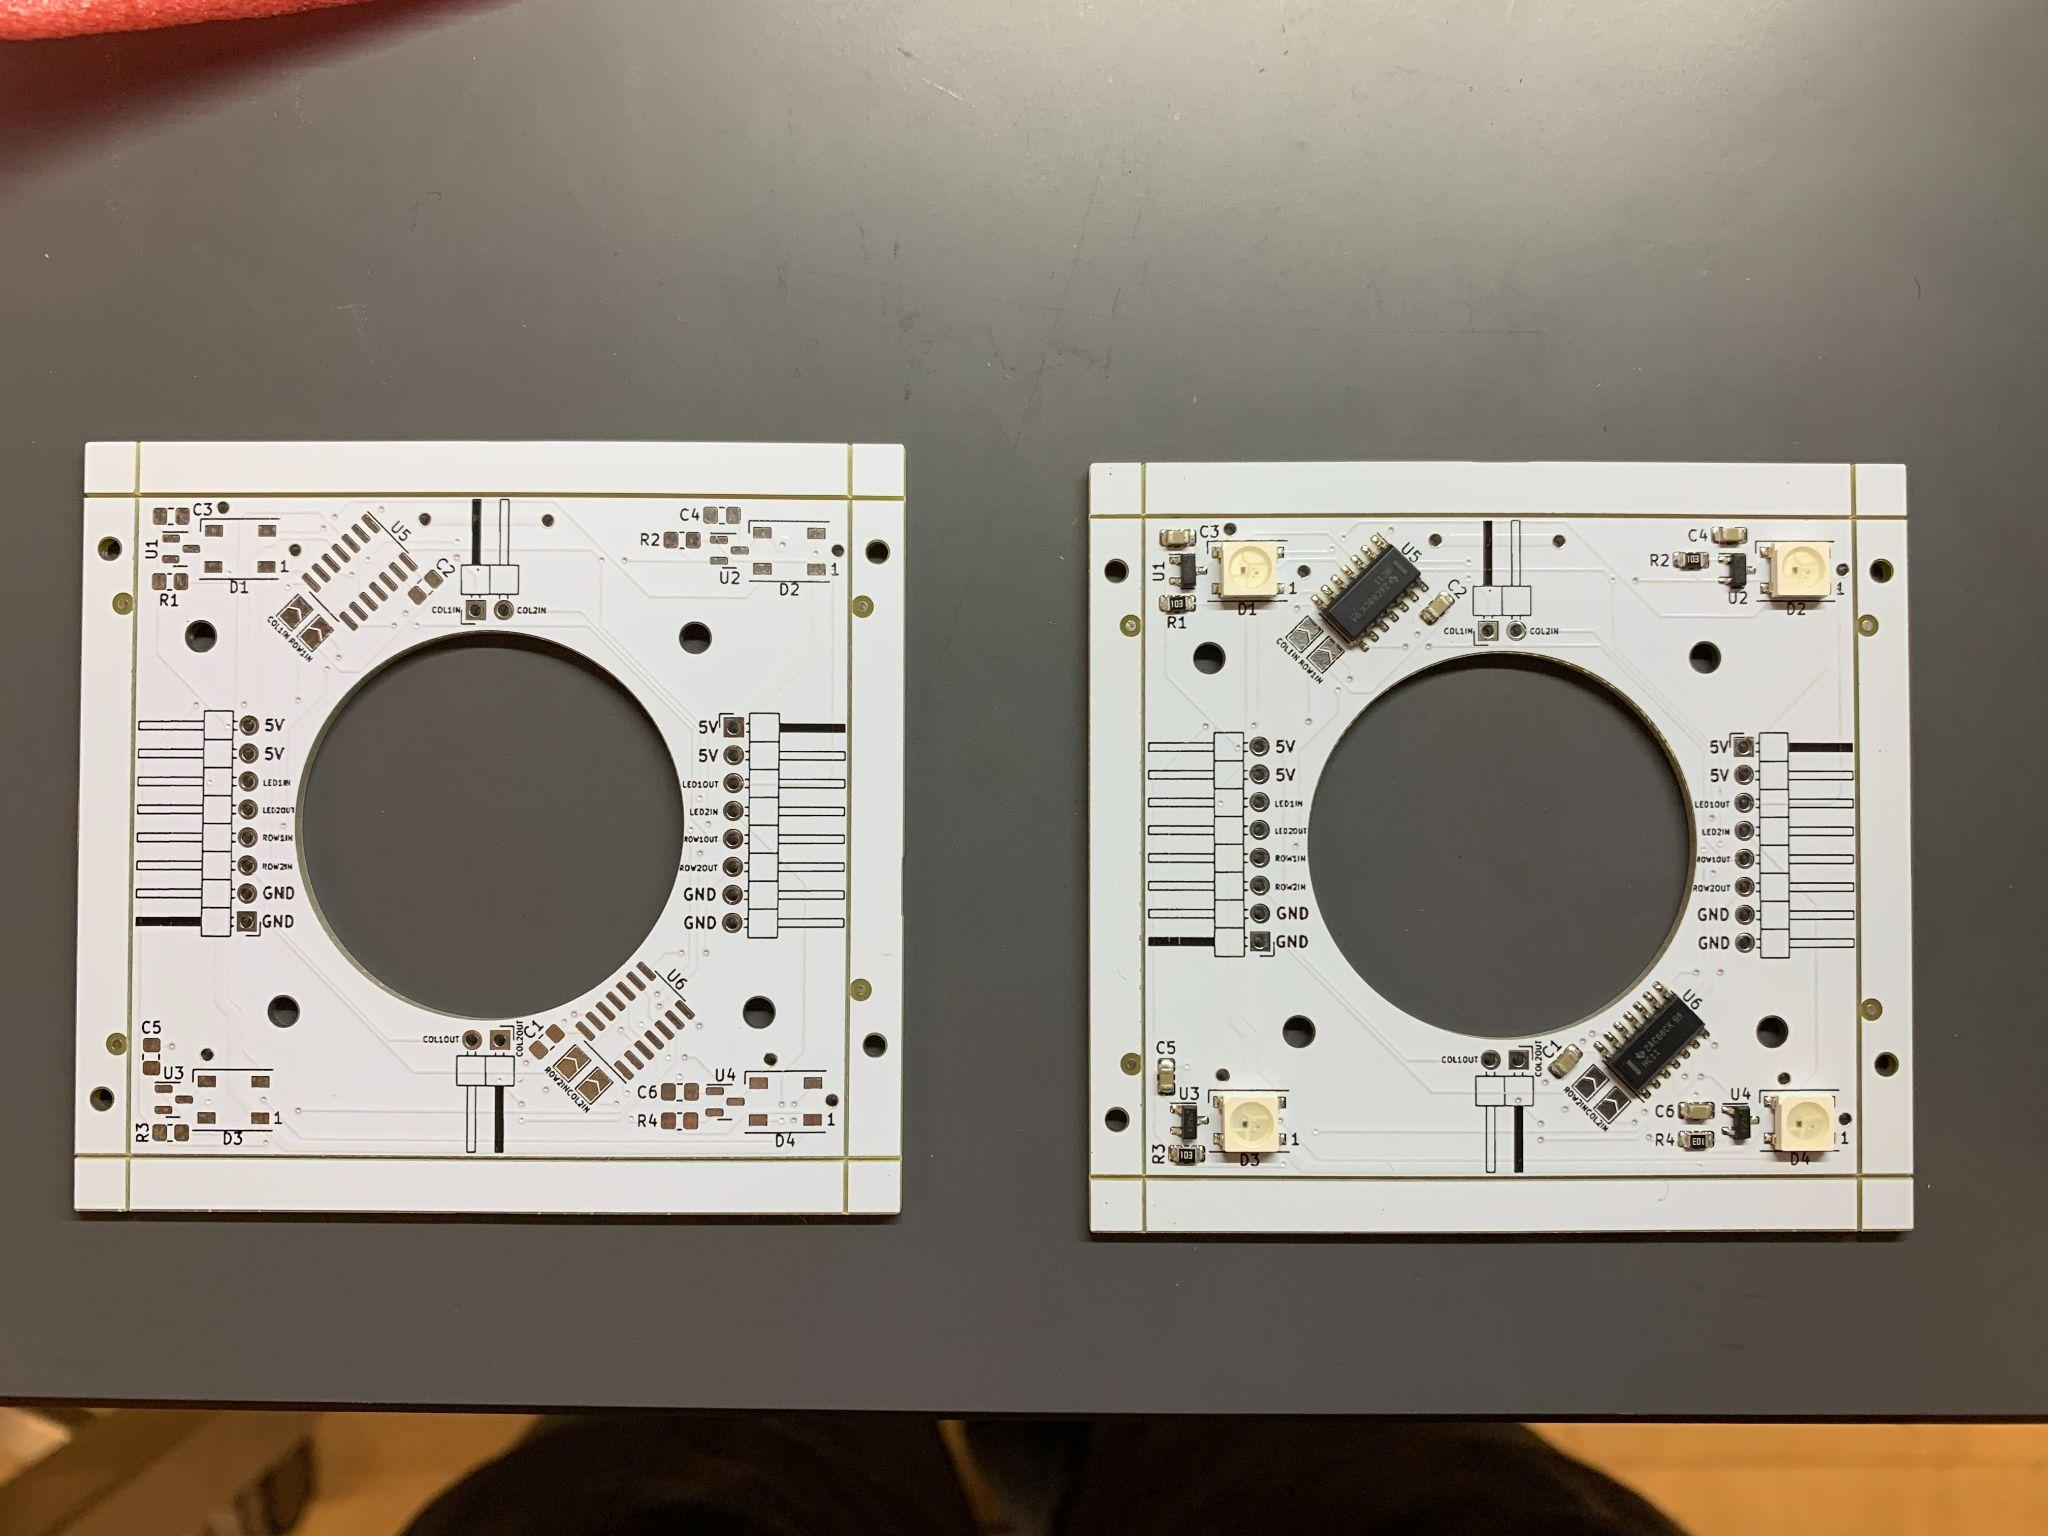 C3
U1
R1
D1
1
U5
C2
COL1IN
ROW1IN
COL1IN
COL2IN
C4
R2
U2
D2
1
5V
5V
LED1IN
LED2OUT
ROW1IN
ROW2IN
GND
GND
5V
5V
LED1OUT
LED2IN
ROW1OUT
ROW2OUT
GND
GND
C5
U3
R3
D3
1
COL1OUT
COL2OUT
C1
U6
ROW2IN
COL2IN
C6
R4
U4
D4
1
C3
U1
103
R1
D1
1
U5
C2
COL1IN
ROW1IN
COL1IN
COL2IN
C4
R2
103
U2
D2
1
5V
5V
LED1IN
LED2OUT
ROW1IN
ROW2IN
GND
GND
5V
5V
LED1OUT
LED2IN
ROW1OUT
ROW2OUT
GND
GND
C5
U3
R3
103
D3
1
COL1OUT
COL2OUT
C1
U6
HC11
ROW2IN
COL2IN
C6
R4
103
U4
D4
1